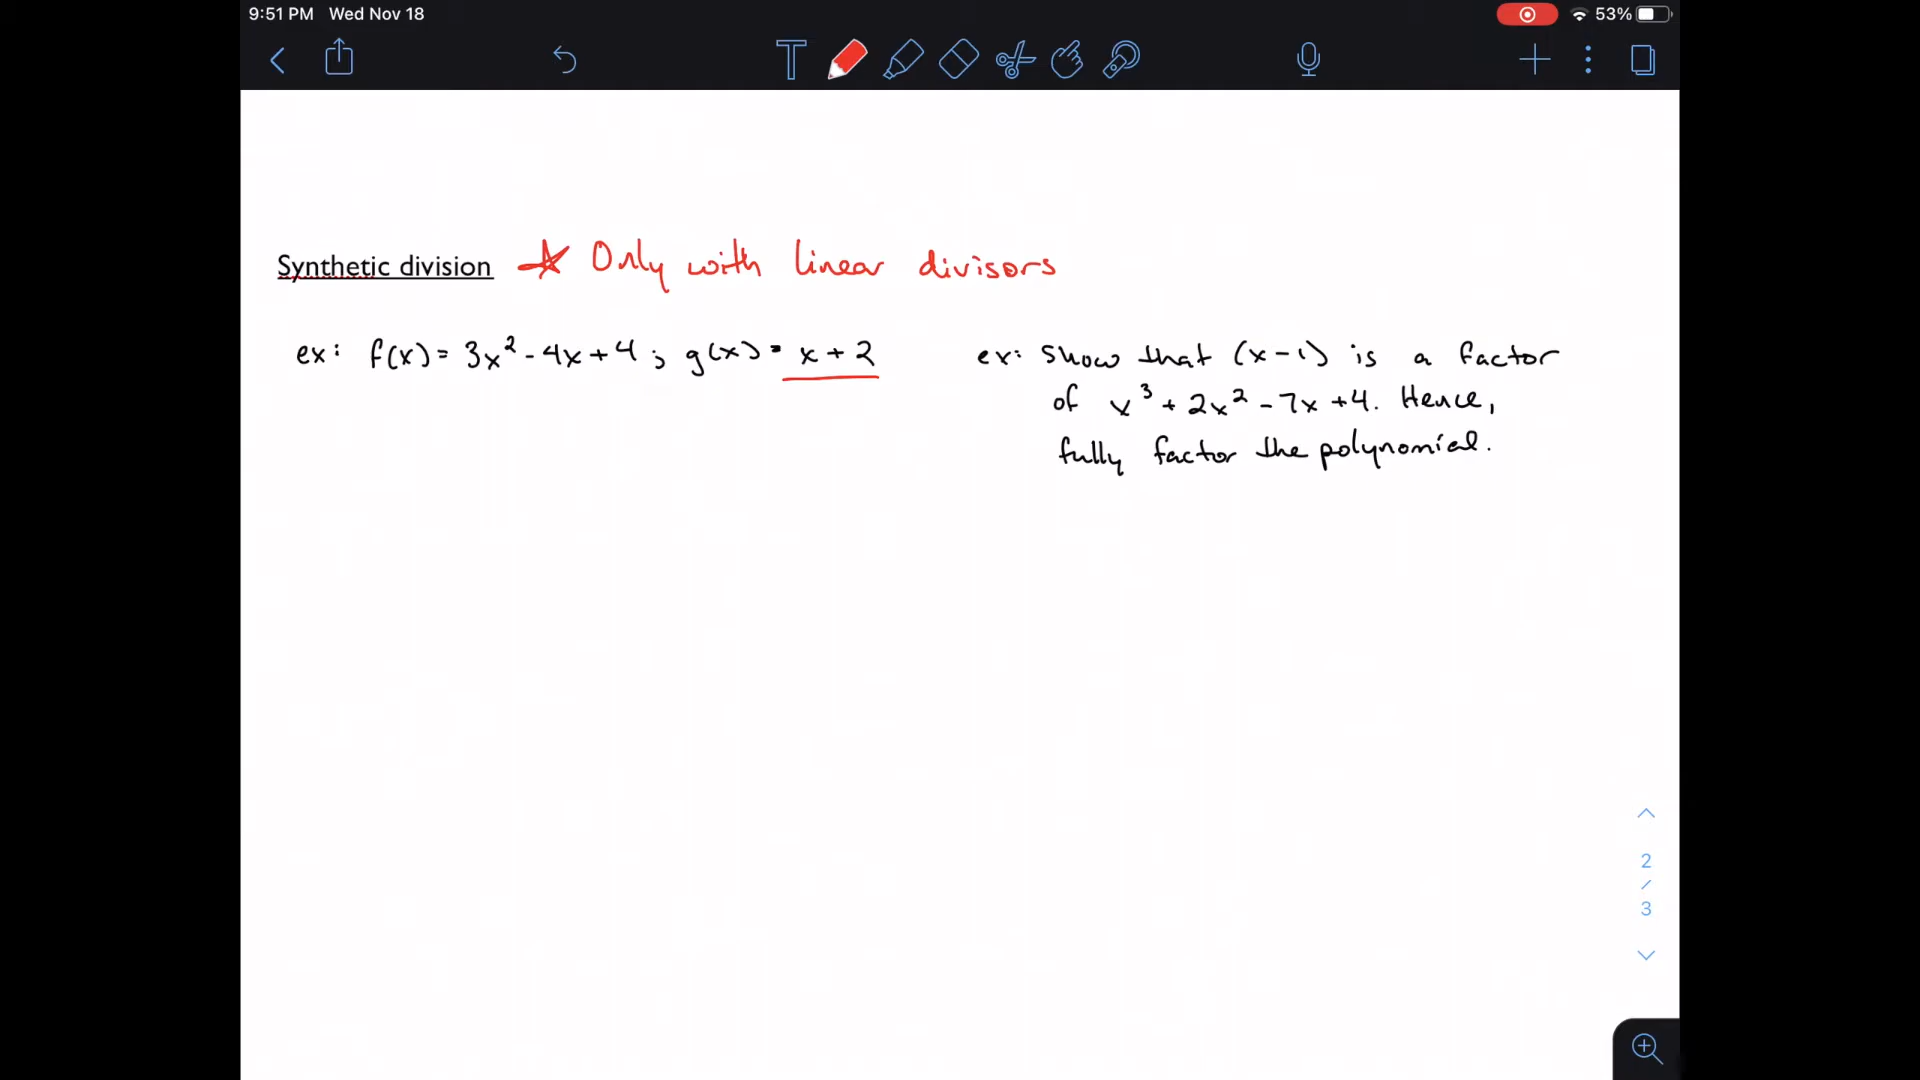 9:51 PM Wed Nov 18
53%
Synthetic division ☆ Only with linear divisors
ex: f(x) = 3x² - 4x + 4 ; g(x) = x + 2
ex: Show that (x - 1) is a factor
of x³ + 2x² - 7x + 4. Hence,
fully factor the polynomial.
2
/
3